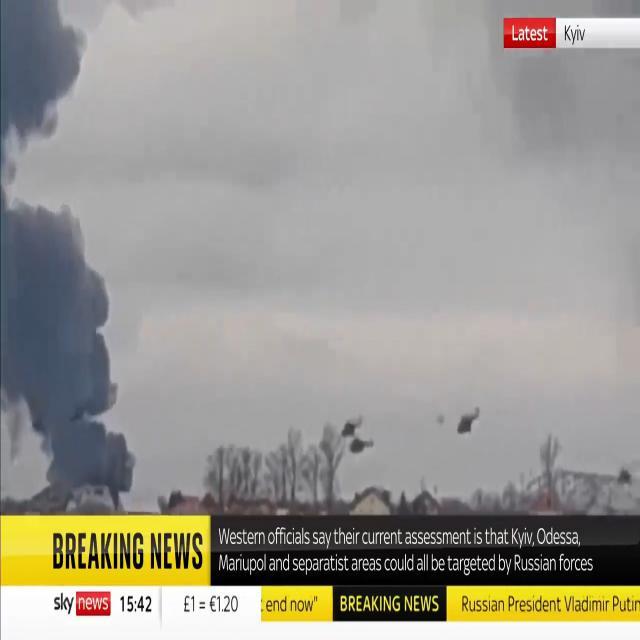 Latest Kyiv
BREAKING NEWS
Western officials say their current assessment is that Kyiv, Odessa,
Mariupol and separatist areas could all be targeted by Russian forces
sky news 15:42 £1 = €1.20 end now" BREAKING NEWS Russian President Vladimir Putin